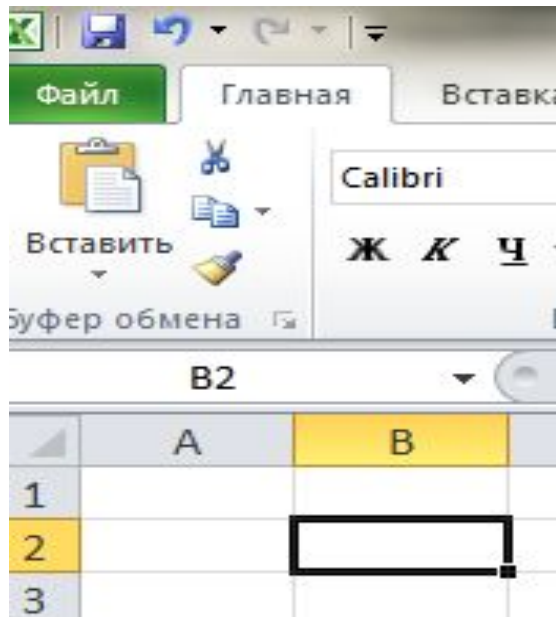 Файл Главная Вставка
Calibri
Вставить
Ж К Ч
буфер обмена
B2
A B
1
2
3